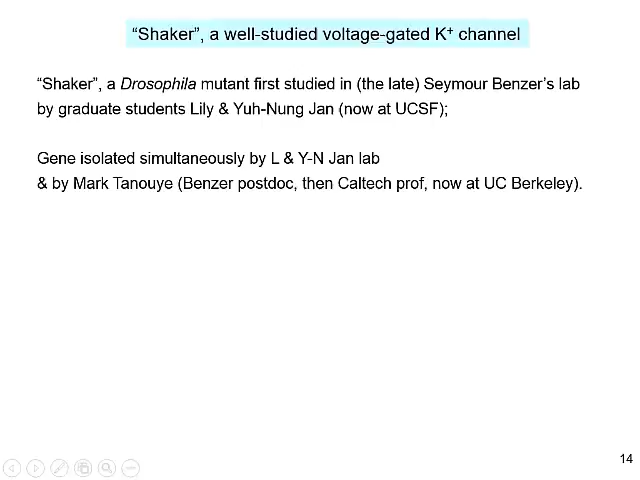 “Shaker”, a well-studied voltage-gated K⁺ channel
“Shaker”, a Drosophila mutant first studied in (the late) Seymour Benzer’s lab
by graduate students Lily & Yuh-Nung Jan (now at UCSF);
Gene isolated simultaneously by L & Y-N Jan lab
& by Mark Tanouye (Benzer postdoc, then Caltech prof, now at UC Berkeley).
14